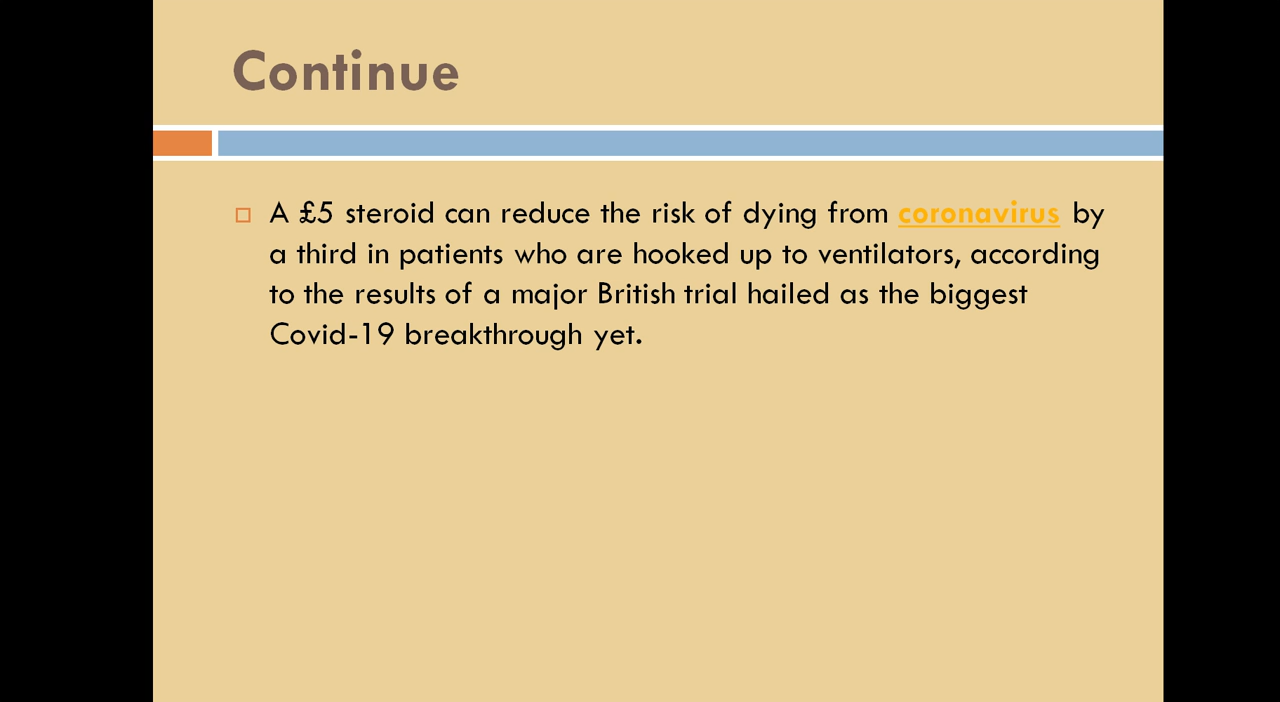 Continue
A £5 steroid can reduce the risk of dying from coronavirus by
a third in patients who are hooked up to ventilators, according
to the results of a major British trial hailed as the biggest
Covid-19 breakthrough yet.